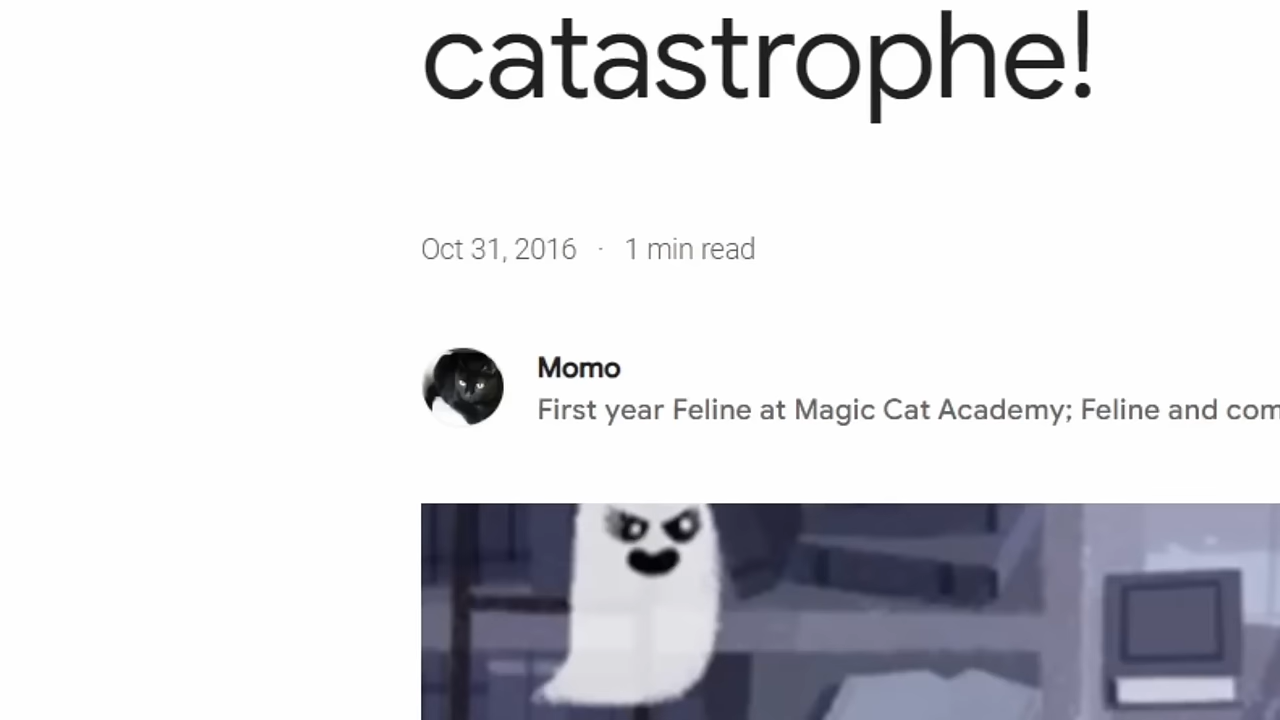 catastrophe!
Oct 31, 2016 · 1 min read
Momo
First year Feline at Magic Cat Academy; Feline and com